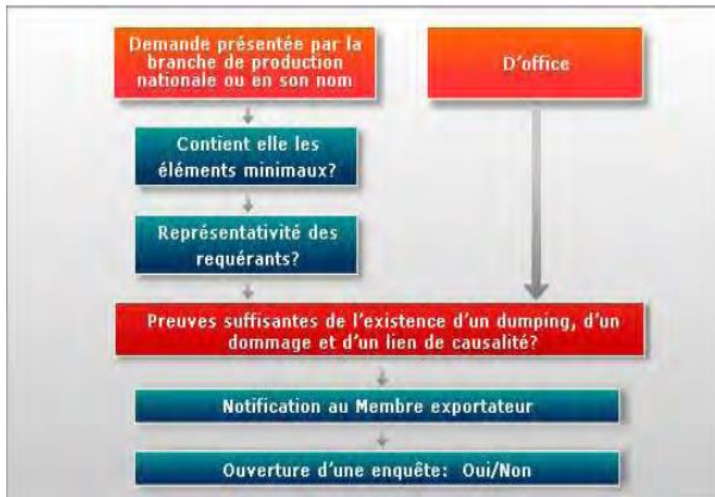 Demande présentée par la
branche de production
nationale ou en son nom
D'office
Contient elle les
éléments minimaux?
Représentativité des
requérants?
Preuves suffisantes de l'existence d'un dumping, d'un
dommage et d'un lien de causalité?
Notification au Membre exportateur
Ouverture d'une enquête: Oui/Non